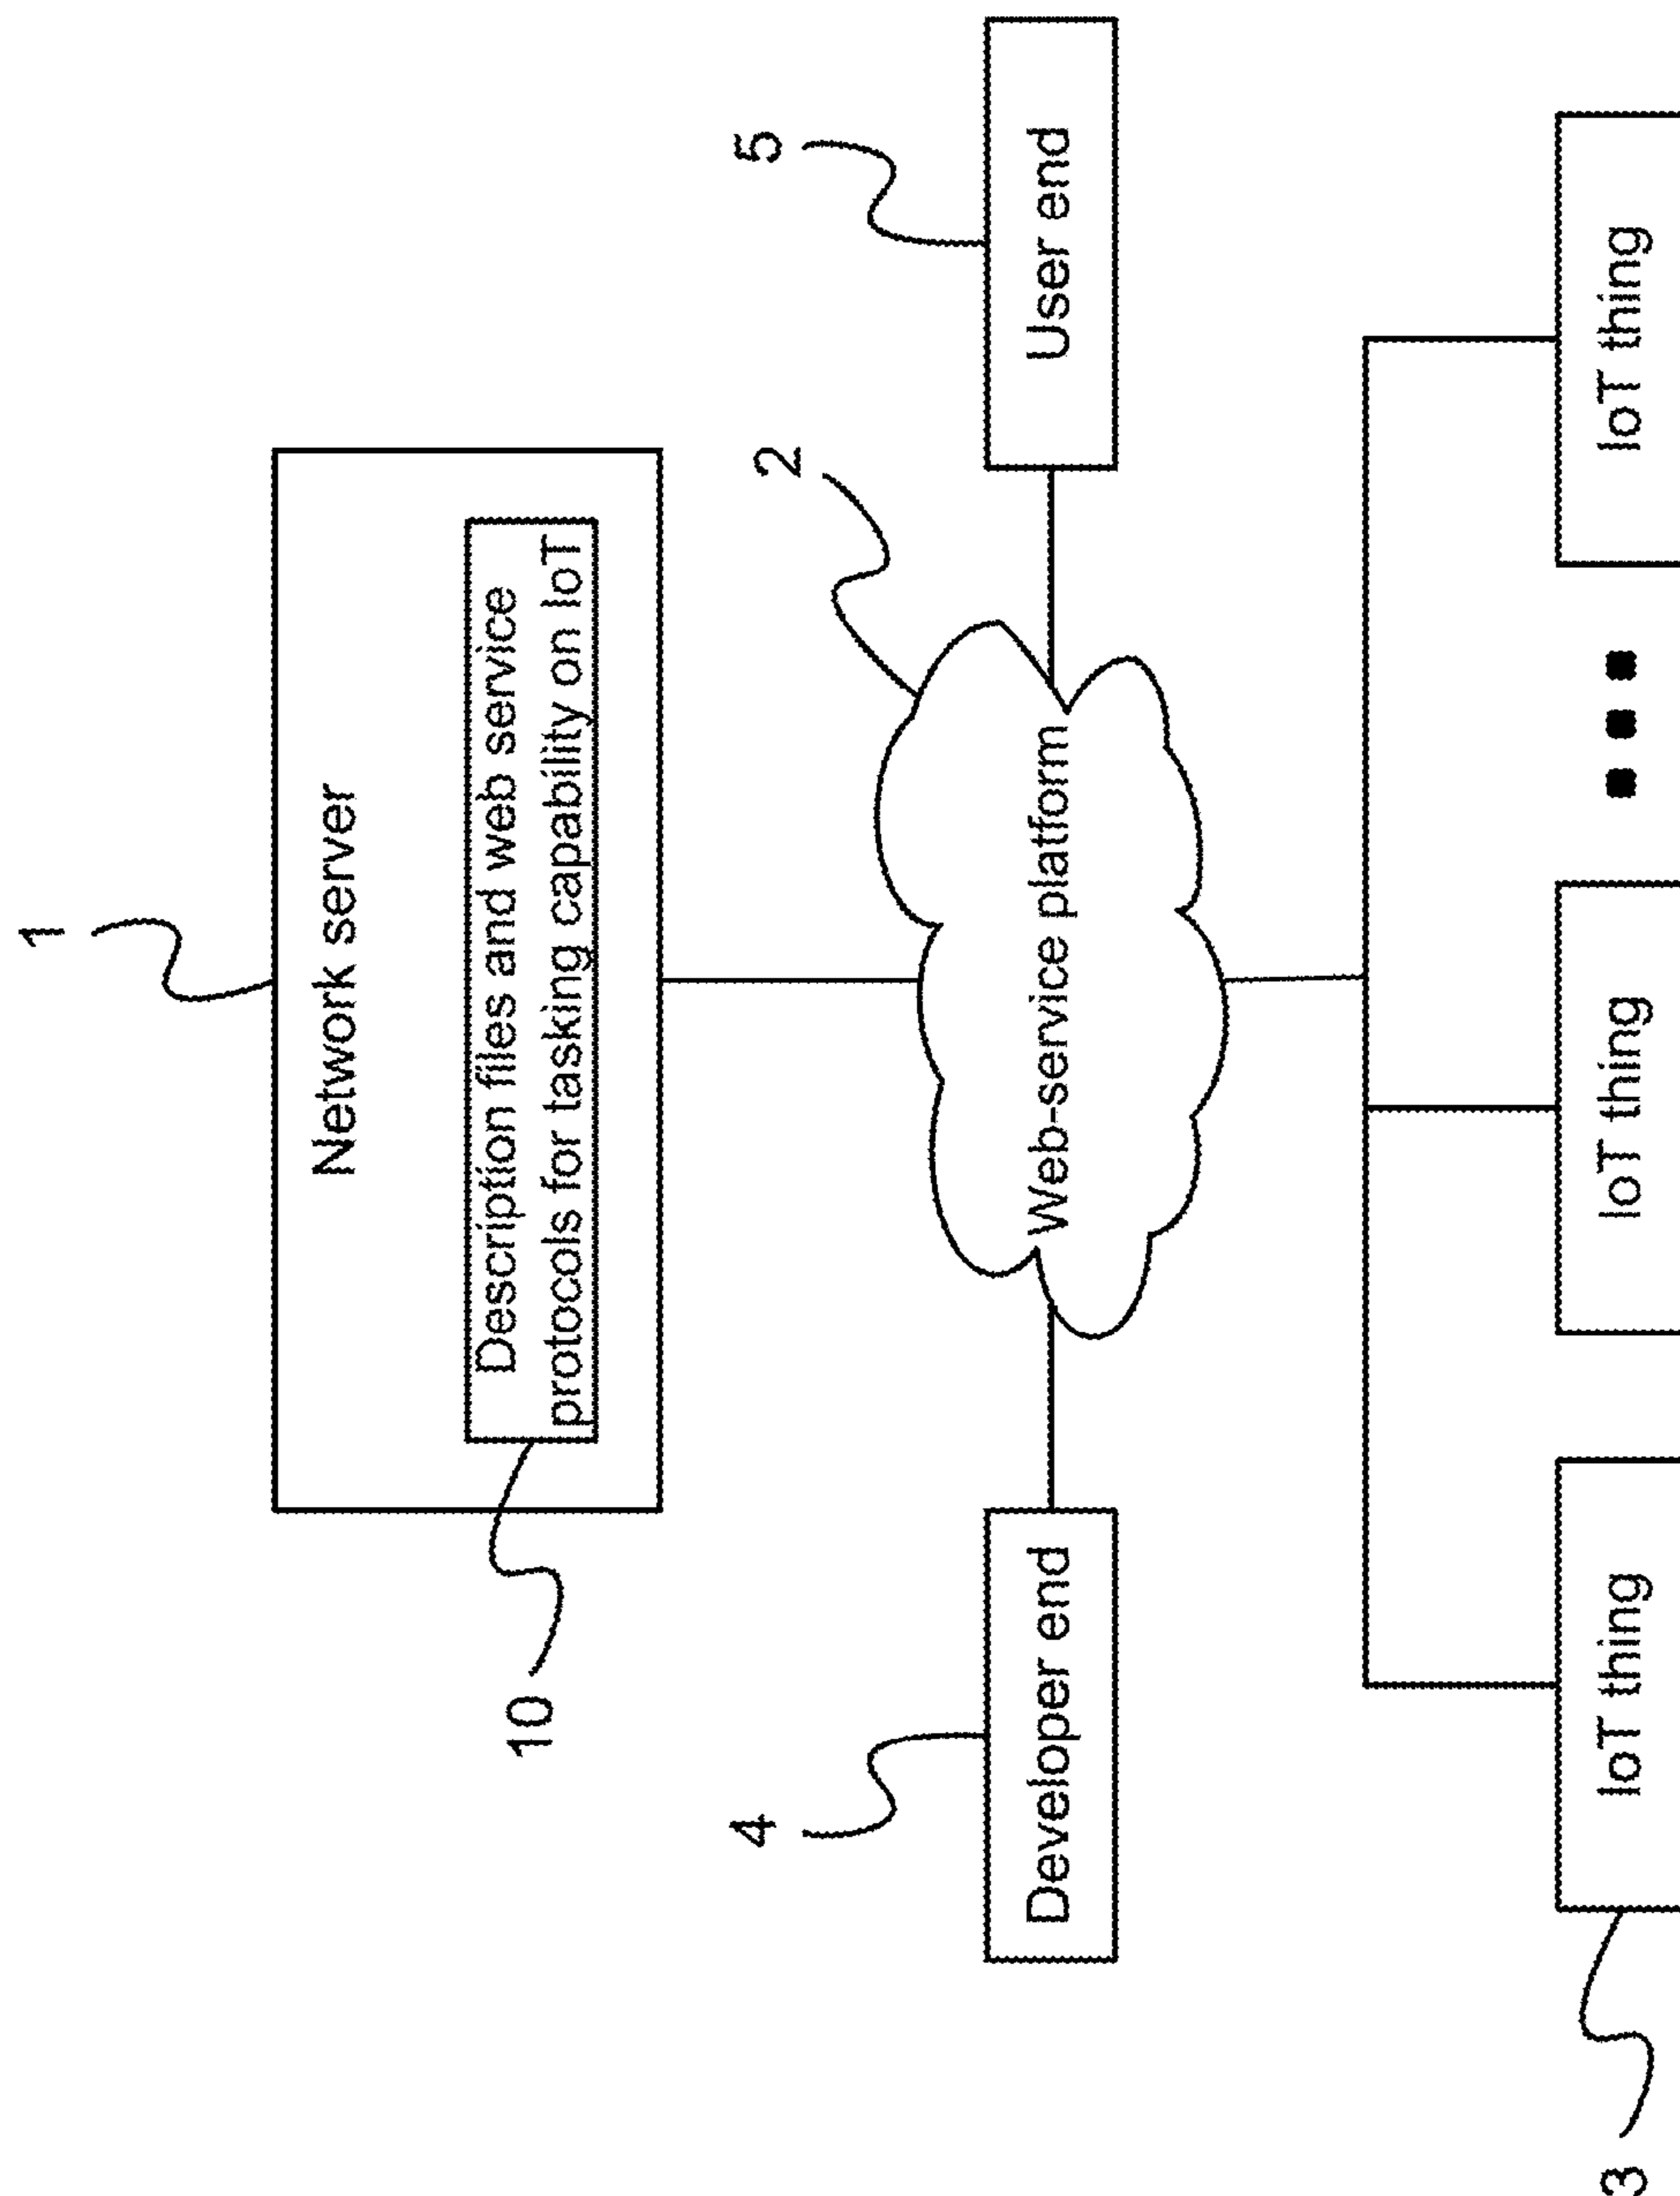 1
Network server
Description files and web service
protocols for tasking capability on IoT
10
2
4
5
Developer end
Web-service platform
User end
3
IoT thing
IoT thing
IoT thing